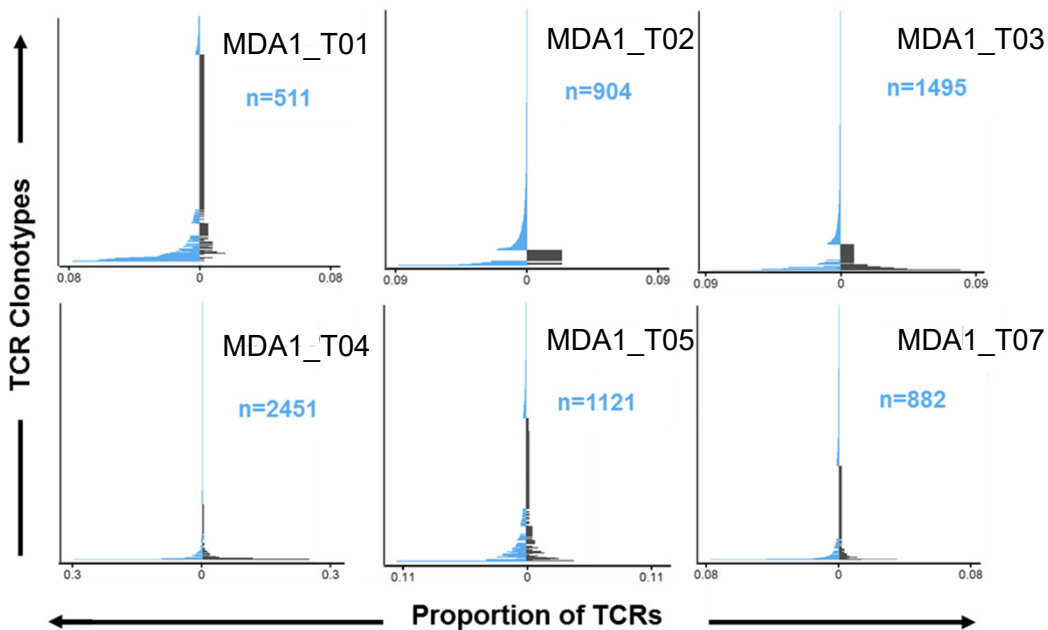 MDA1_T01
n=511
0.08
0
0.08
MDA1_T02
n=904
0.09
0
0.09
MDA1_T03
n=1495
0.09
0
0.09
TCR Clonotypes
MDA1_T04
n=2451
0.3
0
0.3
MDA1_T05
n=1121
0.11
0
0.11
MDA1_T07
n=882
0.08
0
0.08
Proportion of TCRs